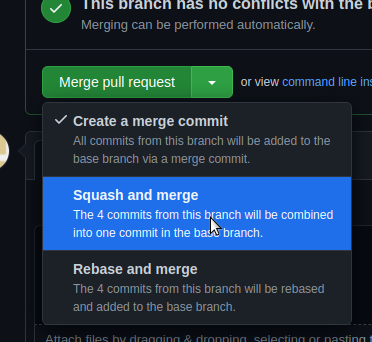 This branch has no conflicts with the b
Merging can be performed automatically.
Merge pull request
or view command line ins
Create a merge commit
All commits from this branch will be added to the
base branch via a merge commit.
Squash and merge
The 4 commits from this branch will be combined
into one commit in the base branch.
Rebase and merge
The 4 commits from this branch will be rebased
and added to the base branch.
Attach files by dragging & dropping, selecting or pasting t